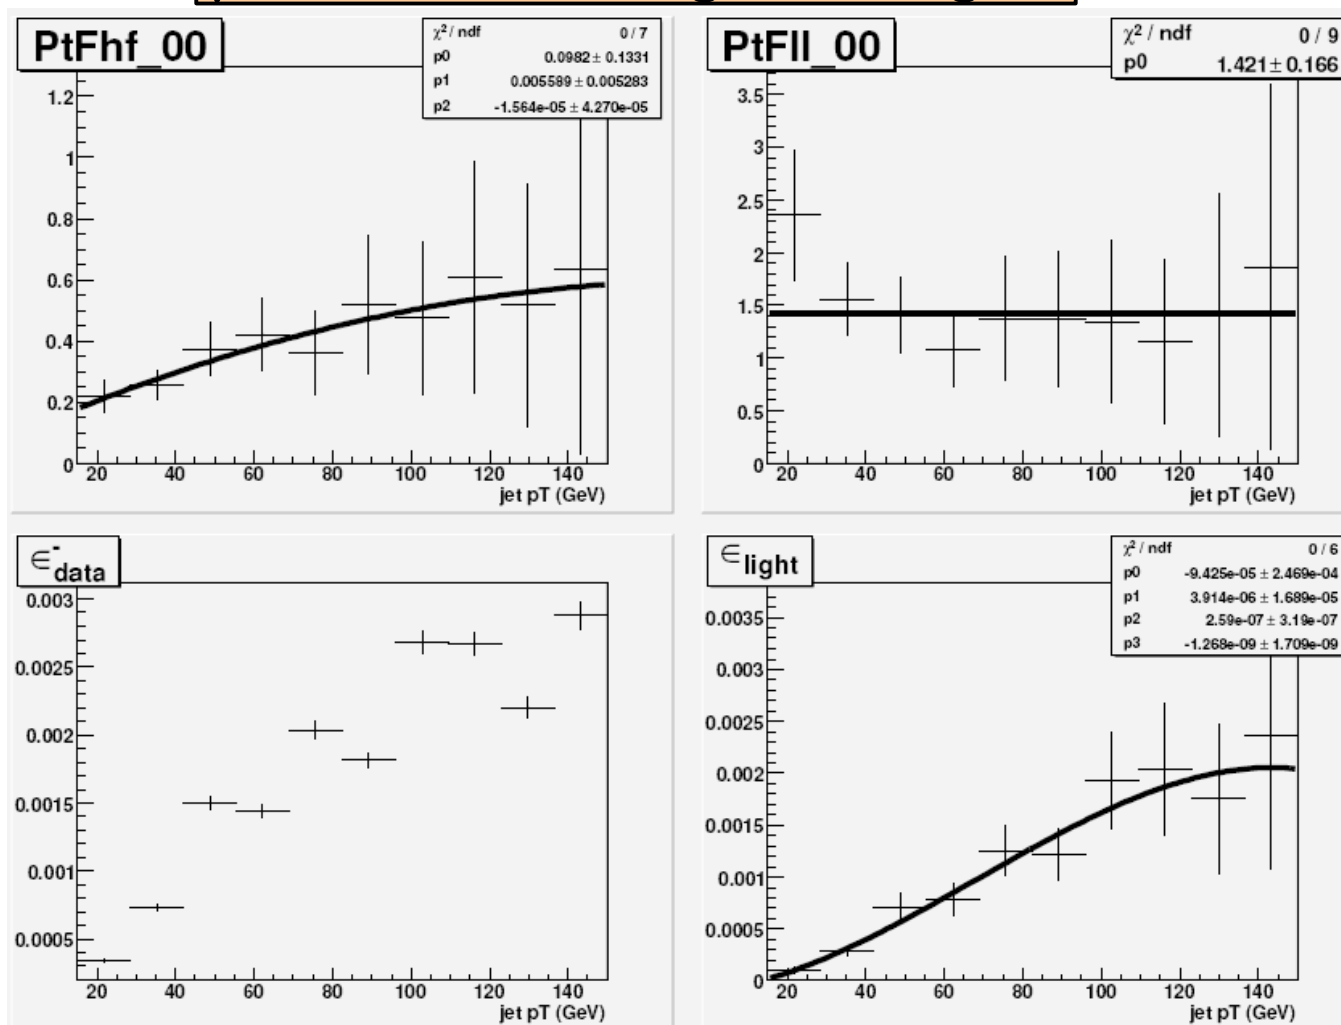 PtFhf_00
χ² / ndf 0 / 7
p0 0.0982 ± 0.1331
p1 0.005589 ± 0.005283
p2 -1.564e-05 ± 4.270e-05
1.2
1
0.8
0.6
0.4
0.2
0
20 40 60 80 100 120 140
jet pT (GeV)
PtFll_00
χ² / ndf 0 / 9
p0 1.421 ± 0.166
3.5
3
2.5
2
1.5
1
0.5
0
20 40 60 80 100 120 140
jet pT (GeV)
∈⁻data
0.003
0.0025
0.002
0.0015
0.001
0.0005
20 40 60 80 100 120 140
jet pT (GeV)
∈light
χ² / ndf 0 / 6
p0 -9.425e-05 ± 2.469e-04
p1 3.914e-06 ± 1.689e-05
p2 2.59e-07 ± 3.19e-07
p3 -1.268e-09 ± 1.709e-09
0.0035
0.003
0.0025
0.002
0.0015
0.001
0.0005
0
20 40 60 80 100 120 140
jet pT (GeV)